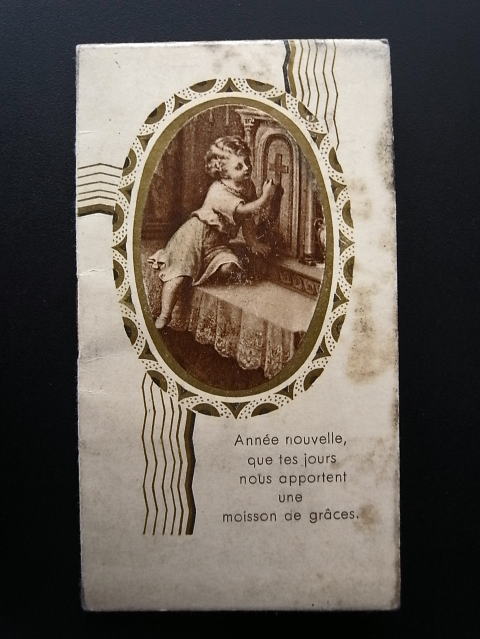 Année nouvelle,
que tes jours
nous apportent
une
moisson de grâces.